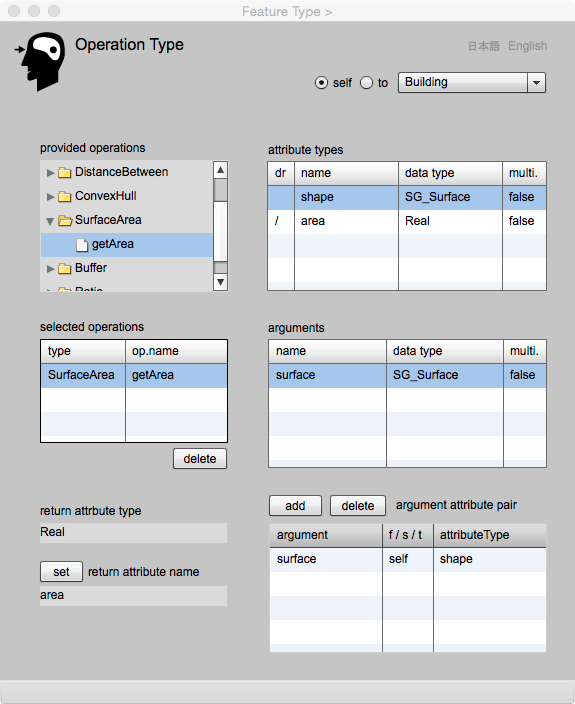 Feature Type >
Operation Type
日本語 English
self to Building
provided operations
DistanceBetween
ConvexHull
SurfaceArea
getArea
Buffer
Ratio
attribute types
dr name data type multi.
shape SG_Surface false
/ area Real false
selected operations
type op.name
SurfaceArea getArea
delete
arguments
name data type multi.
surface SG_Surface false
return attrbute type
Real
set return attribute name
area
add delete argument attribute pair
argument f / s / t attributeType
surface self shape